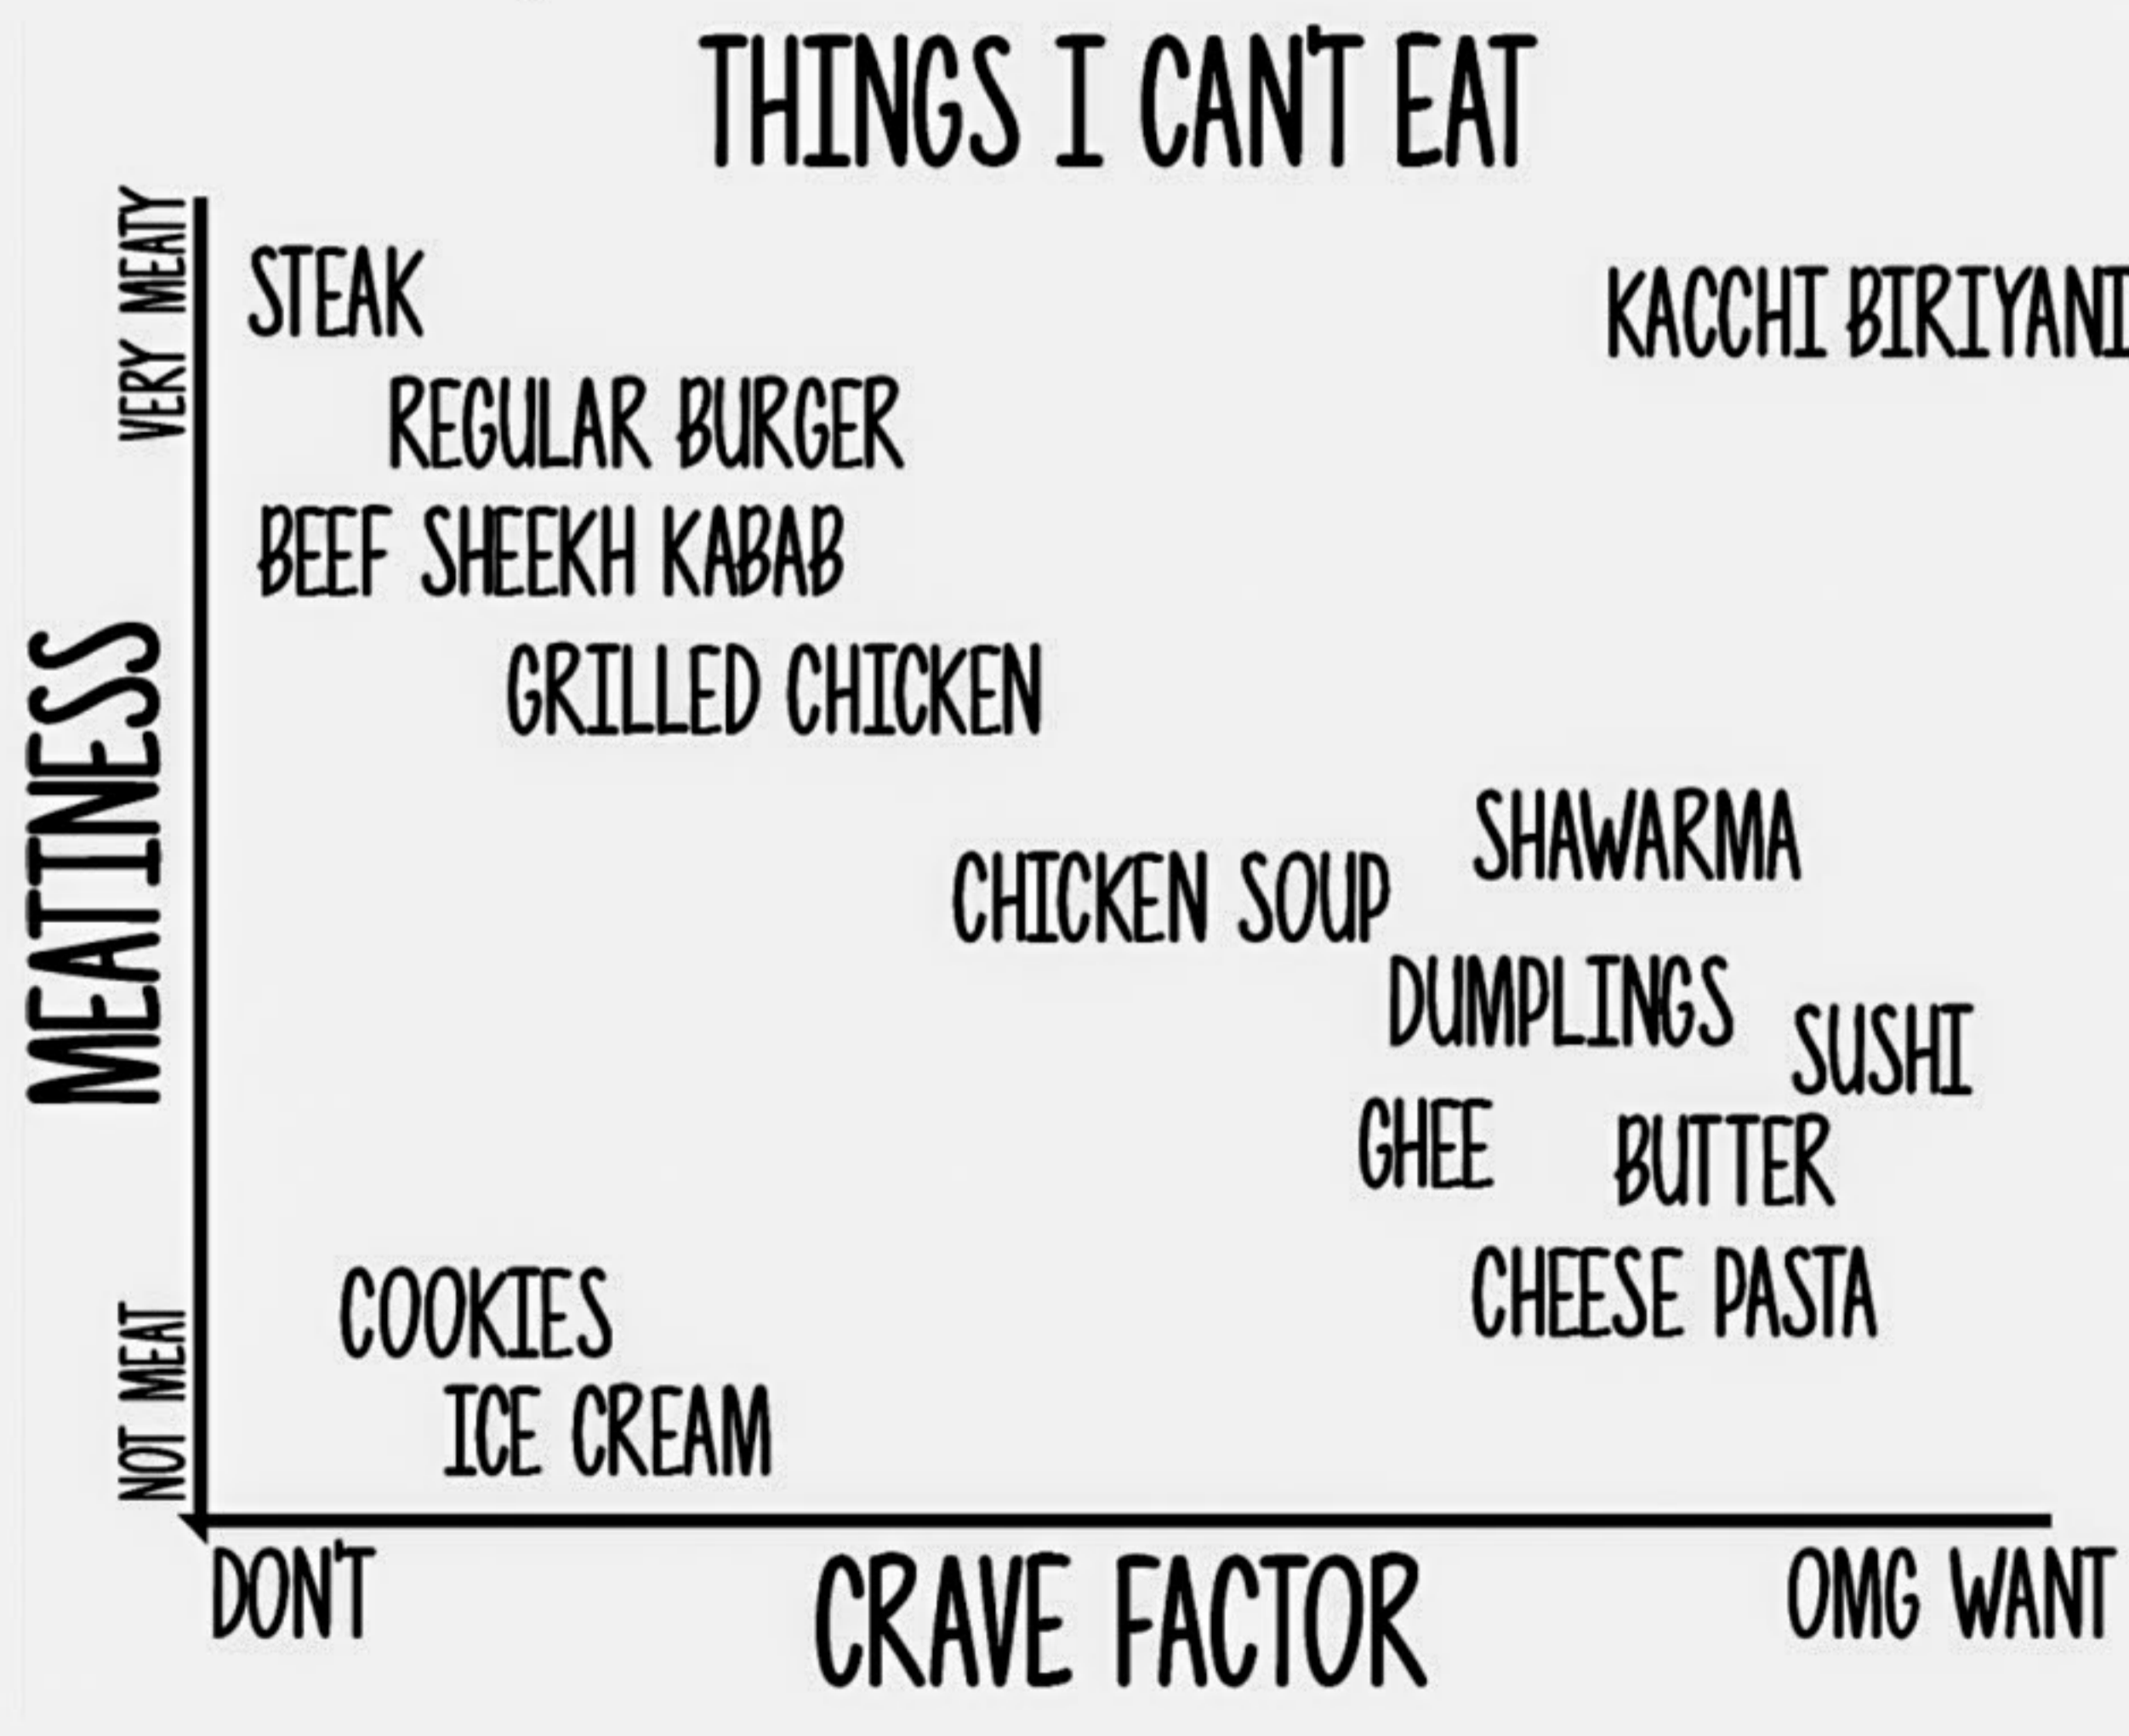 THINGS I CAN'T EAT
VERY MEATY
STEAK
KACCHI BIRIYANI
REGULAR BURGER
BEEF SHEEKH KABAB
GRILLED CHICKEN
MEATINESS
SHAWARMA
CHICKEN SOUP
DUMPLINGS
SUSHI
GHEE
BUTTER
CHEESE PASTA
COOKIES
ICE CREAM
NOT MEAT
DON'T
CRAVE FACTOR
OMG WANT